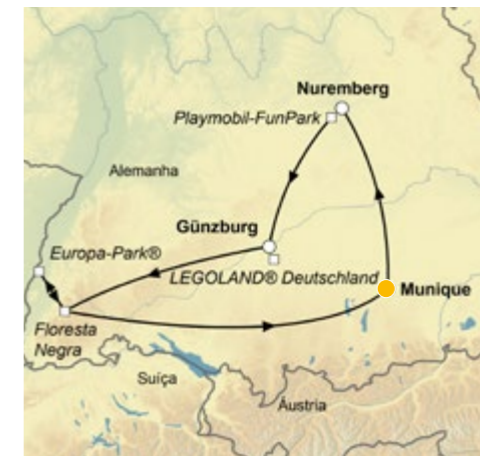 Nuremberg
Playmobil-FunPark
Alemanha
Günzburg
Europa-Park®
LEGOLAND® Deutschland
Munique
Floresta
Negra
Suíça
Áustria